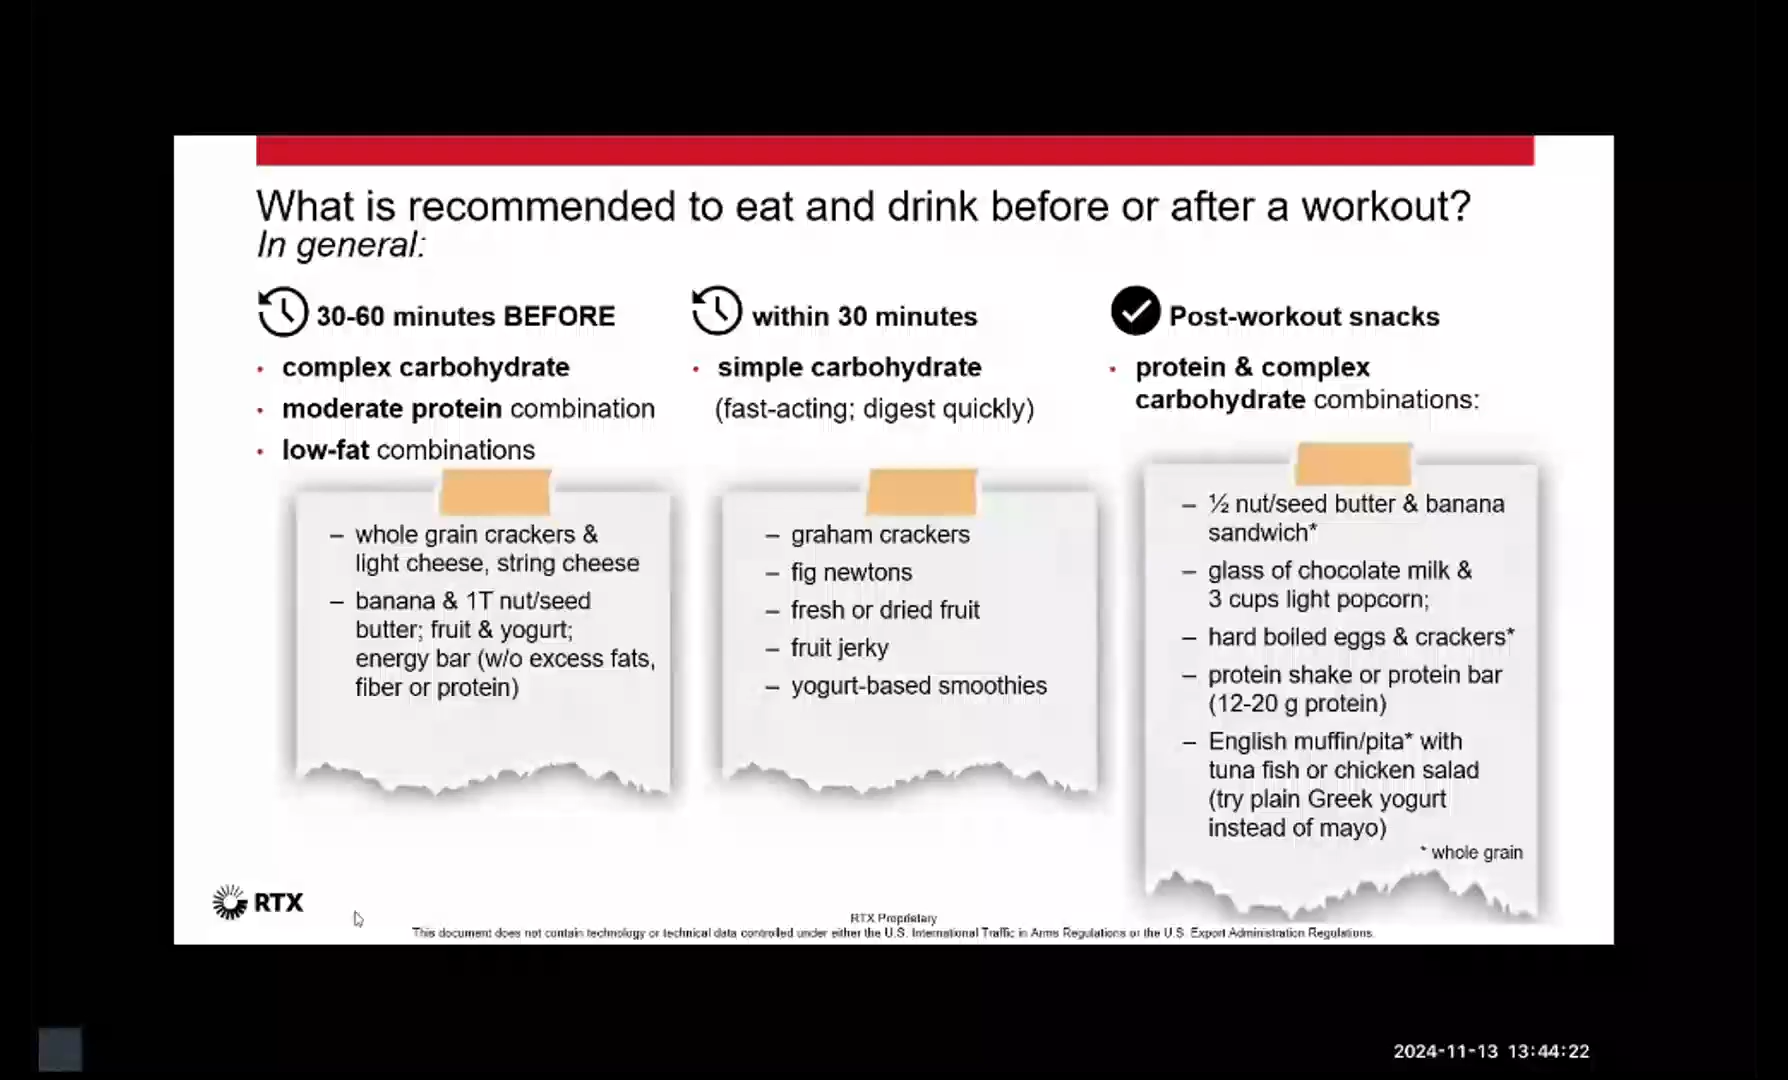 What is recommended to eat and drink before or after a workout?
In general:
30-60 minutes BEFORE
• complex carbohydrate
• moderate protein combination
• low-fat combinations
– whole grain crackers &
light cheese, string cheese
– banana & 1T nut/seed
butter; fruit & yogurt;
energy bar (w/o excess fats,
fiber or protein)
within 30 minutes
• simple carbohydrate
(fast-acting; digest quickly)
– graham crackers
– fig newtons
– fresh or dried fruit
– fruit jerky
– yogurt-based smoothies
Post-workout snacks
• protein & complex
carbohydrate combinations:
– ½ nut/seed butter & banana
sandwich*
– glass of chocolate milk &
3 cups light popcorn;
– hard boiled eggs & crackers*
– protein shake or protein bar
(12-20 g protein)
– English muffin/pita* with
tuna fish or chicken salad
(try plain Greek yogurt
instead of mayo)
* whole grain
RTX
RTX Proprietary
This document does not contain technology or technical data controlled under either the U.S. International Traffic in Arms Regulations or the U.S. Export Administration Regulations.
2024-11-13 13:44:22